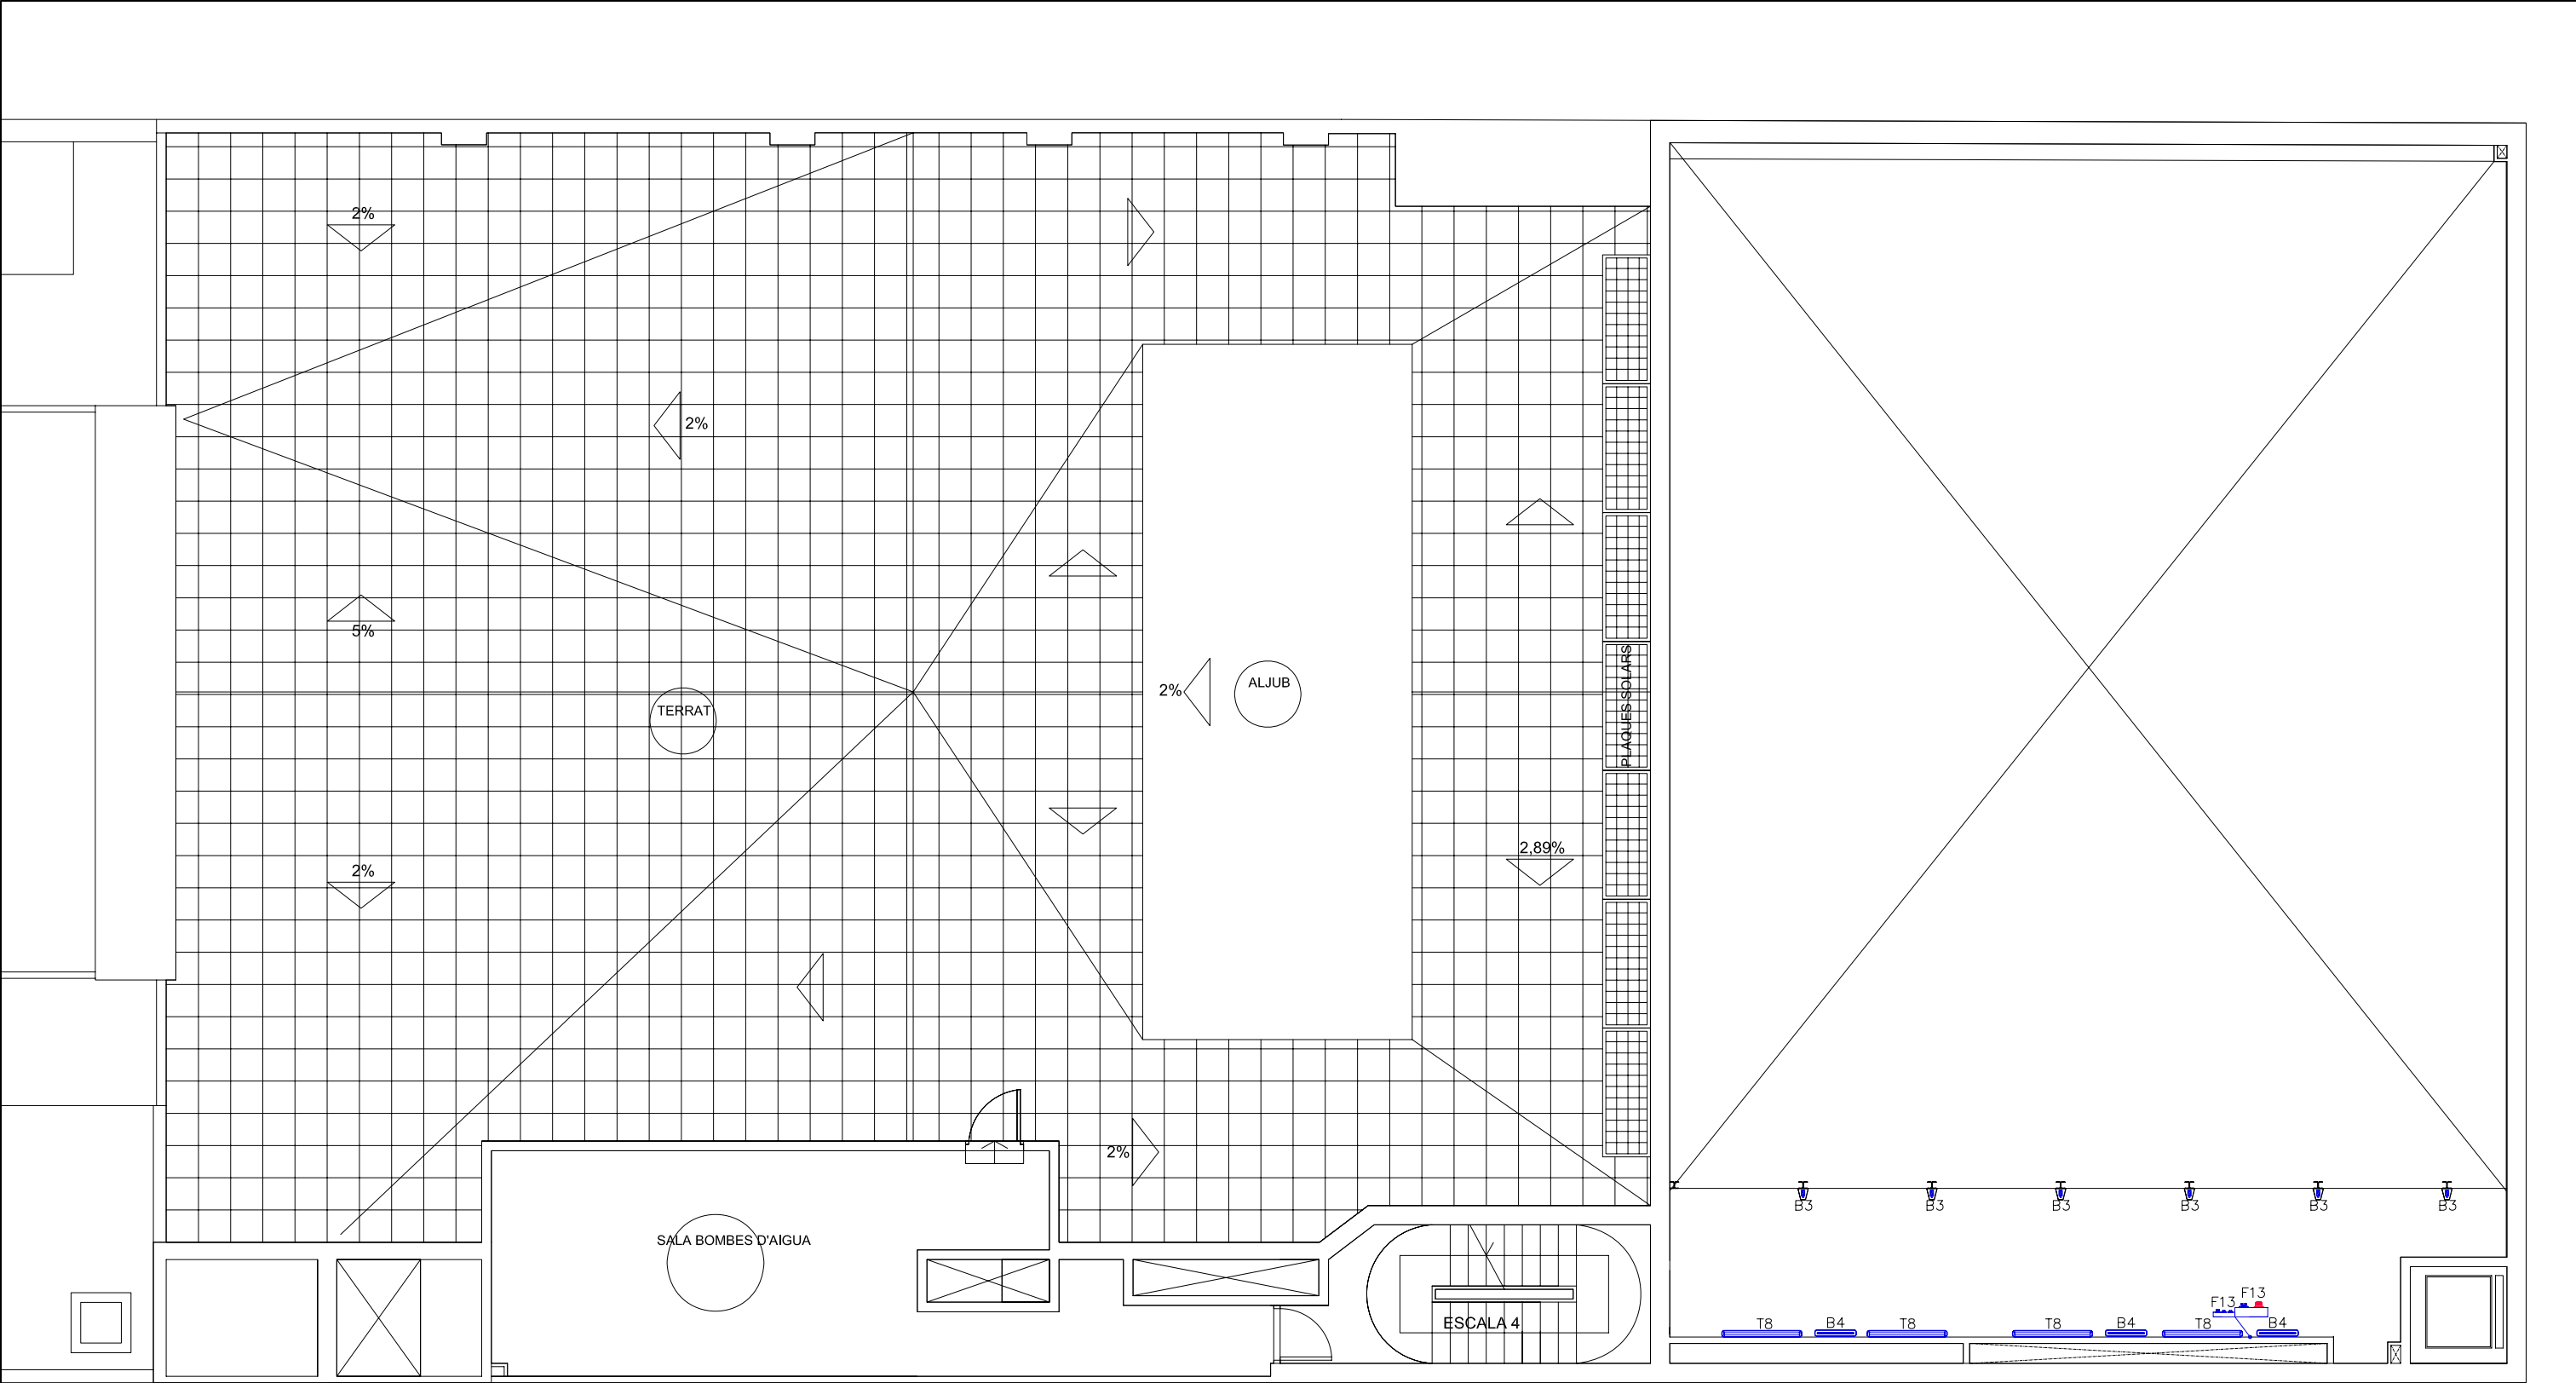 2%
2%
5%
TERRAT
2%
ALJUB
PLAQUES SOLARS
2%
2,89%
2%
SALA BOMBES D'AIGUA
ESCALA 4
B3
B3
B3
B3
B3
B3
F13
F13
T8
B4
T8
T8
B4
T8
B4